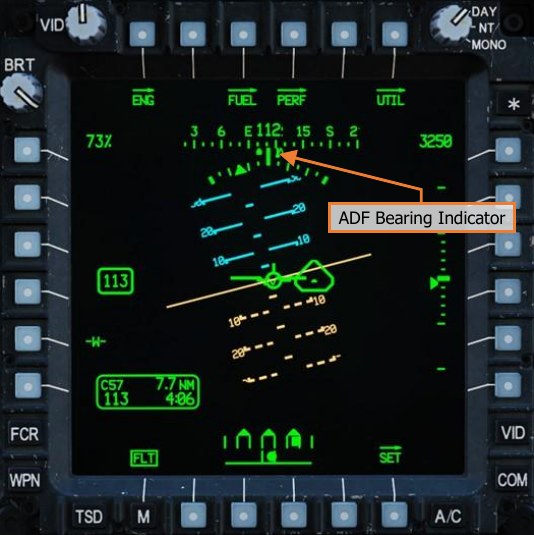 VID
DAY
NT
MONO
BRT
ENG FUEL PERF UTIL
*
3 6 E 112 15 S 2
73% 3250
ADF Bearing Indicator
30
20 20
10 10
113
10 10
20 20
-W-
C57 7.7 NM
113 4:06
FCR VID
FLT SET
WPN COM
TSD M A/C